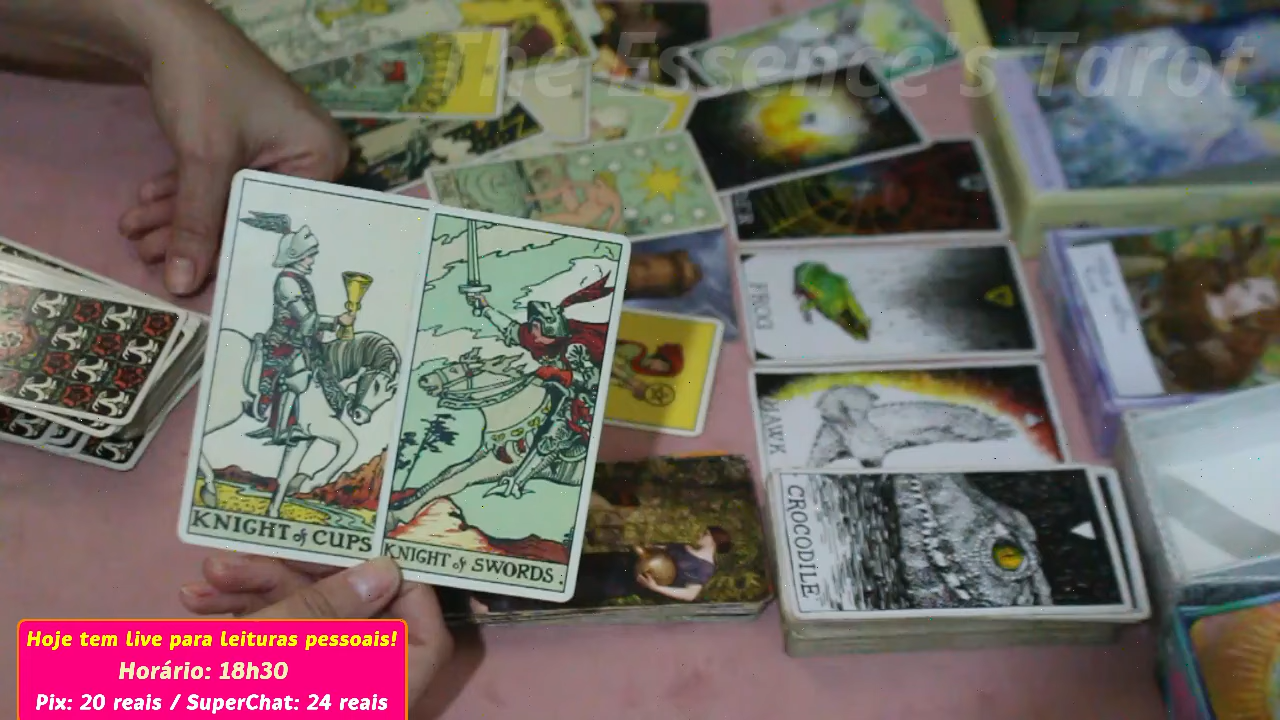 The Essence's Tarot
FROG
HAWK
KNIGHT of CUPS
KNIGHT of SWORDS.
CROCODILE
Hoje tem live para leituras pessoais!
Horário: 18h30
Pix: 20 reais / SuperChat: 24 reais